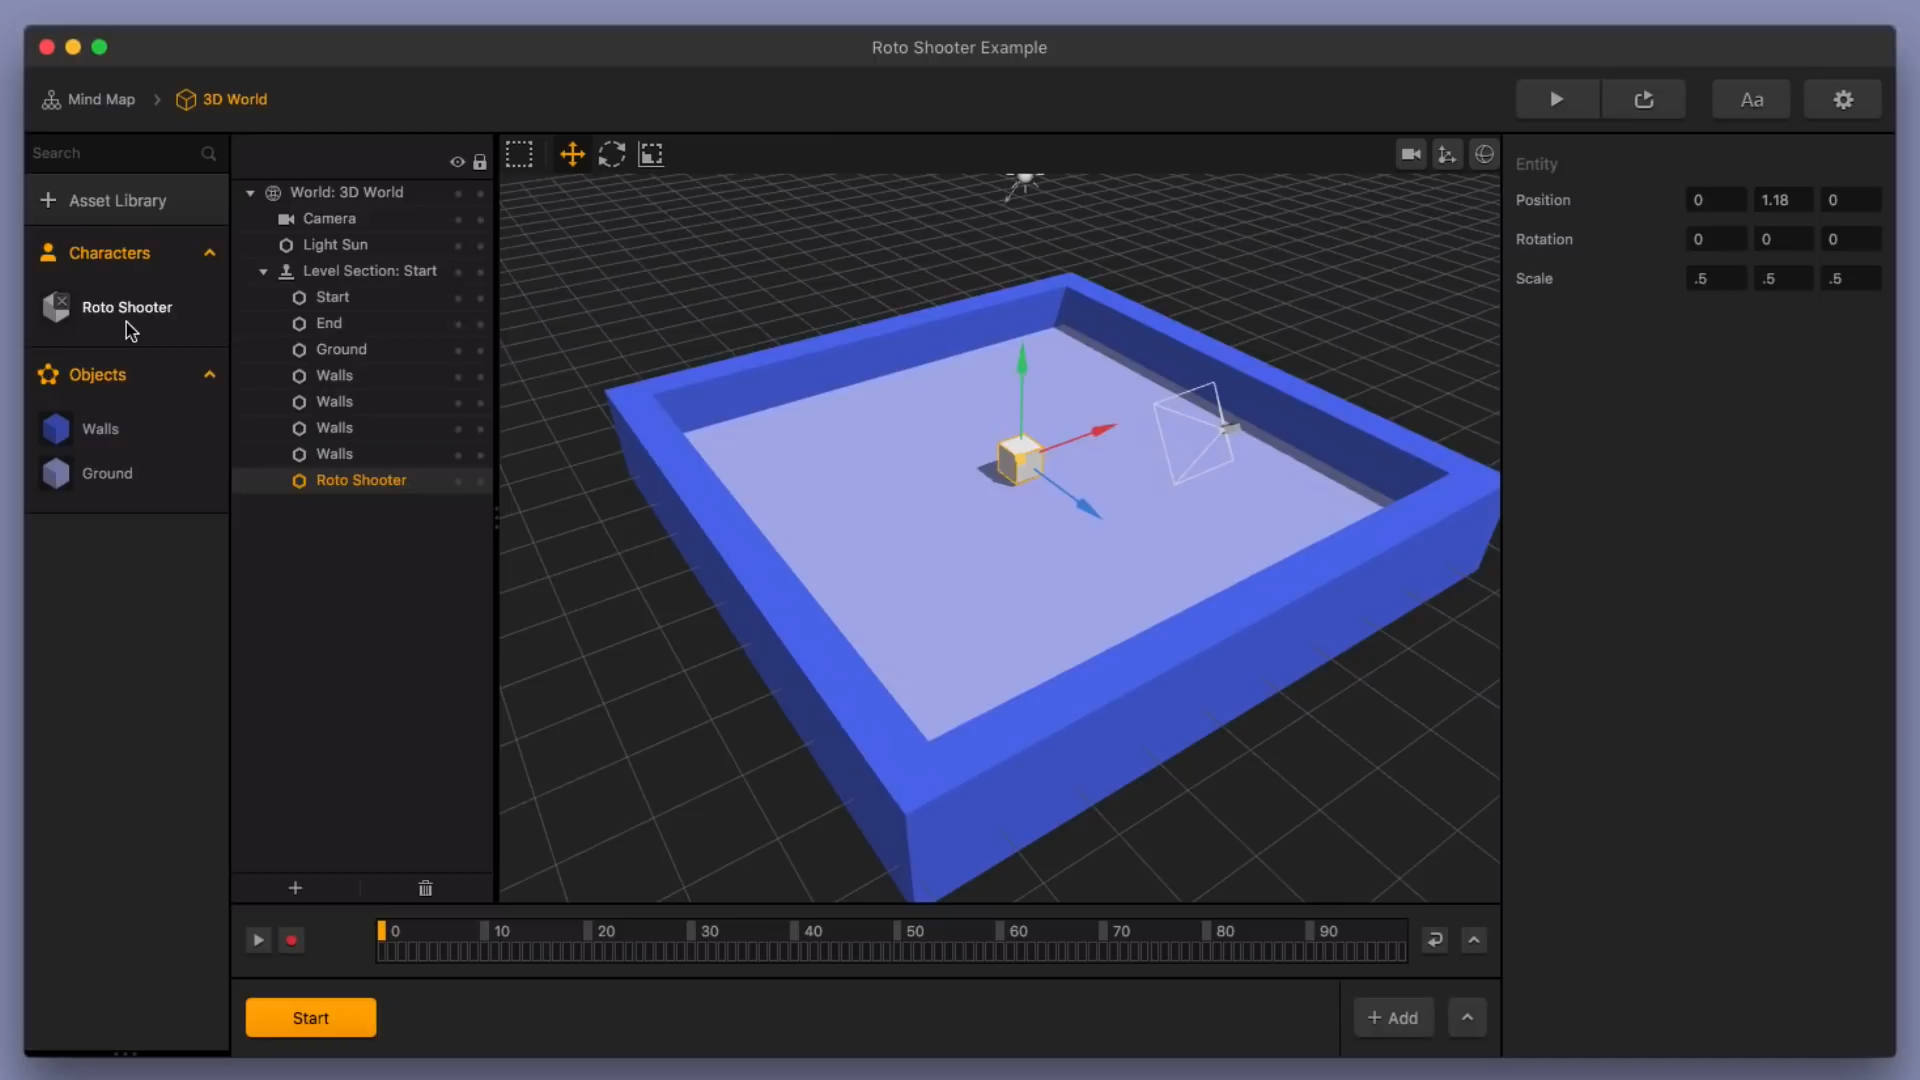 Roto Shooter Example
Mind Map
3D World
Aa
Search
Asset Library
Characters
Roto Shooter
Objects
Walls
Ground
World: 3D World
Camera
Light Sun
Level Section: Start
Start
End
Ground
Walls
Walls
Walls
Walls
Roto Shooter
Entity
Position 0 1.18 0
Rotation 0 0 0
Scale .5 .5 .5
0 10 20 30 40 50 60 70 80 90
Start
+ Add